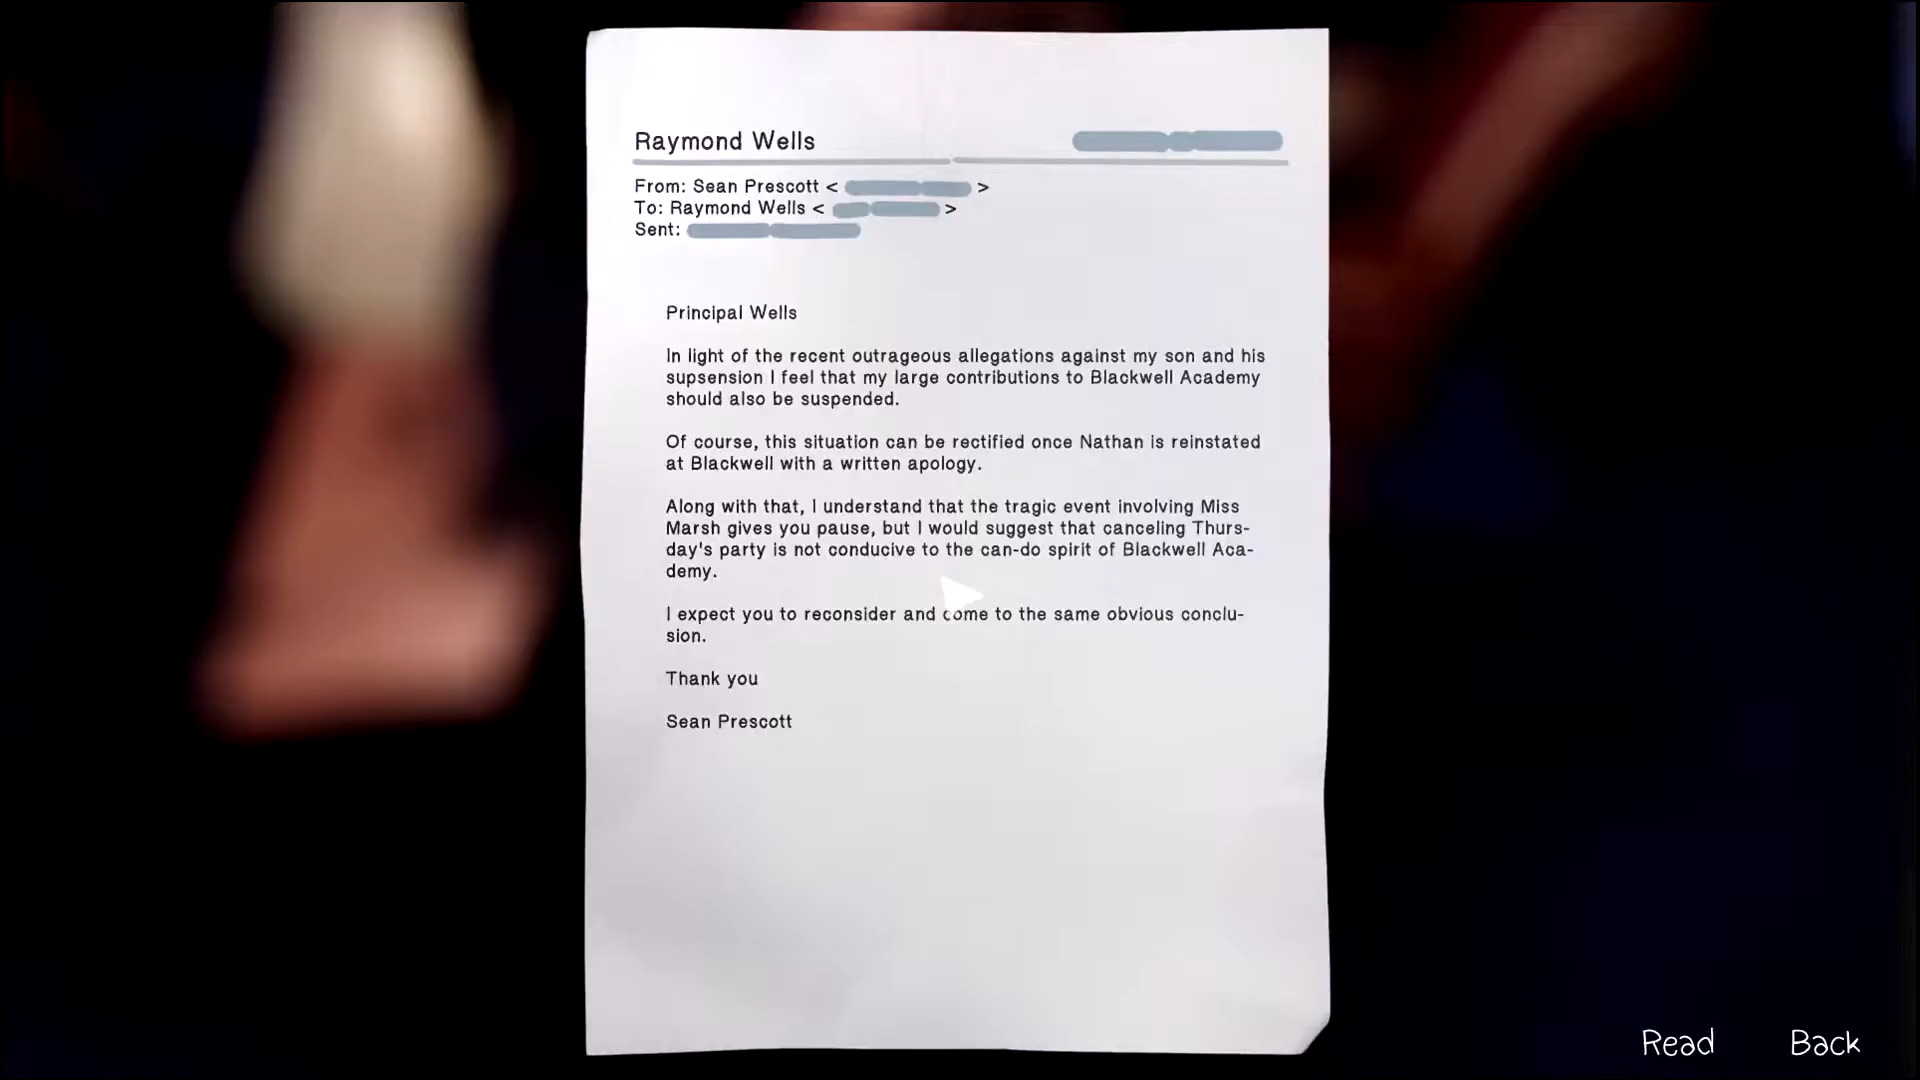 Raymond Wells
From: Sean Prescott < >
To: Raymond Wells < >
Sent:
Principal Wells
In light of the recent outrageous allegations against my son and his
supsension I feel that my large contributions to Blackwell Academy
should also be suspended.
Of course, this situation can be rectified once Nathan is reinstated
at Blackwell with a written apology.
Along with that, I understand that the tragic event involving Miss
Marsh gives you pause, but I would suggest that canceling Thurs-
day's party is not conducive to the can-do spirit of Blackwell Aca-
demy.
I expect you to reconsider and come to the same obvious conclu-
sion.
Thank you
Sean Prescott
Read Back